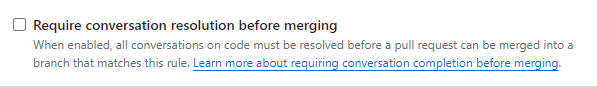 Require conversation resolution before merging
When enabled, all conversations on code must be resolved before a pull request can be merged into a
branch that matches this rule. Learn more about requiring conversation completion before merging.